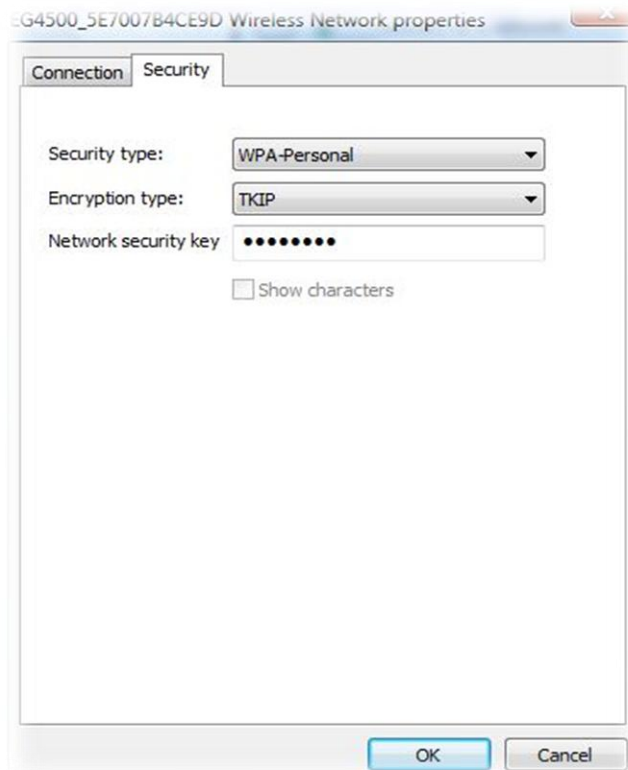 EG4500_5E7007B4CE9D Wireless Network properties
Connection Security
Security type: WPA-Personal
Encryption type: TKIP
Network security key ••••••••
Show characters
OK Cancel